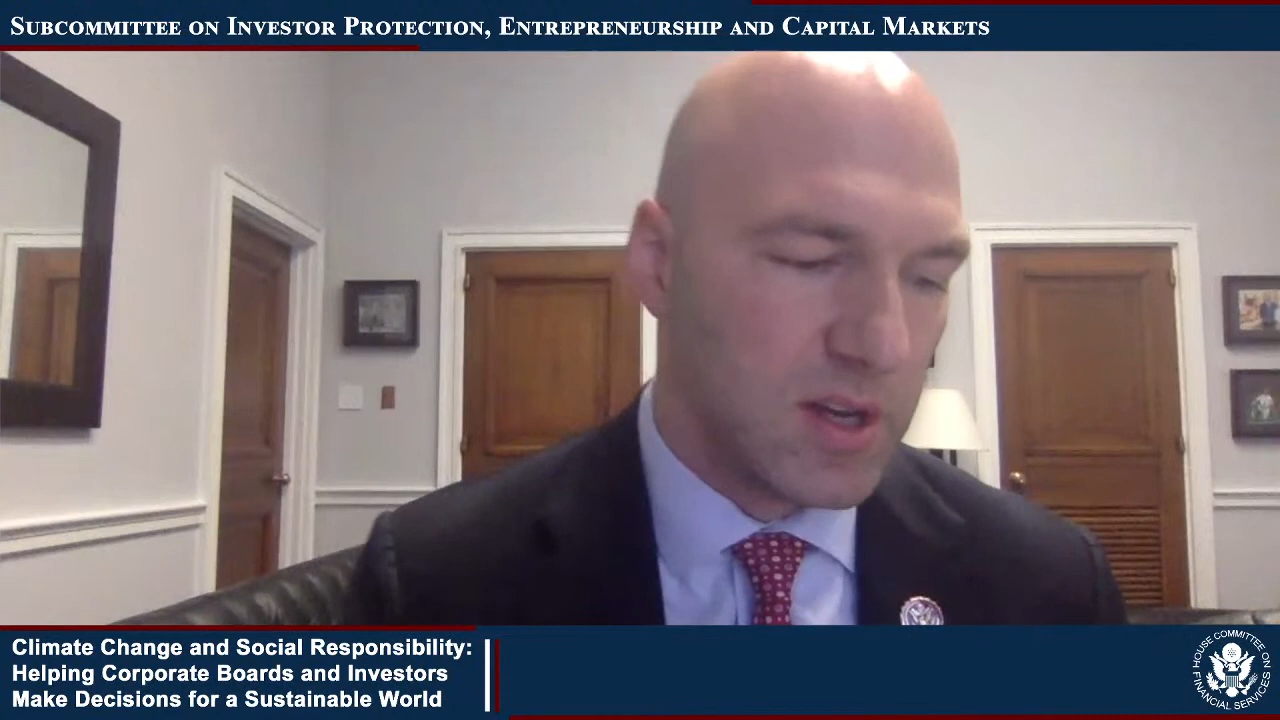 Subcommittee on Investor Protection, Entrepreneurship and Capital Markets
Climate Change and Social Responsibility:
Helping Corporate Boards and Investors
Make Decisions for a Sustainable World
HOUSE COMMITTEE ON
FINANCIAL SERVICES